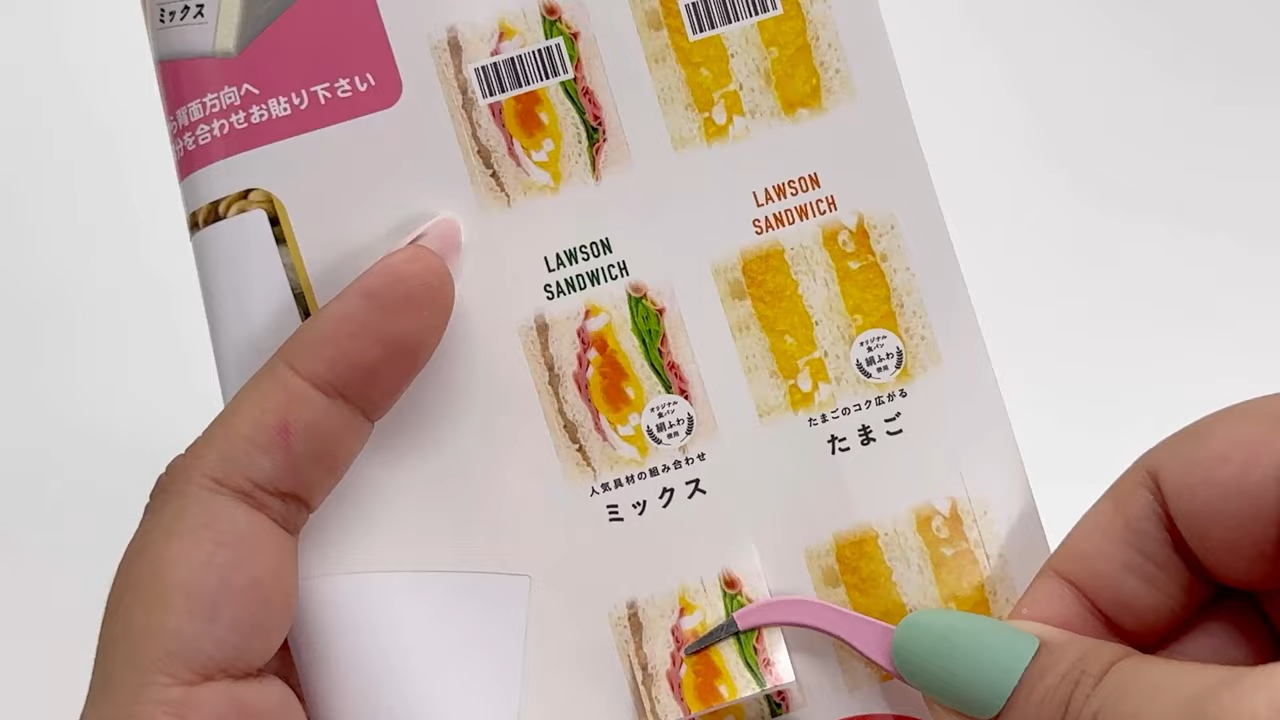 ミックス
ら背面方向へ
分を合わせお貼り下さい
LAWSON
SANDWICH
オリジナル
食パン
絹ふわ
使用
人気具材の組み合わせ
ミックス
LAWSON
SANDWICH
オリジナル
食パン
絹ふわ
使用
たまごのコク広がる
たまご